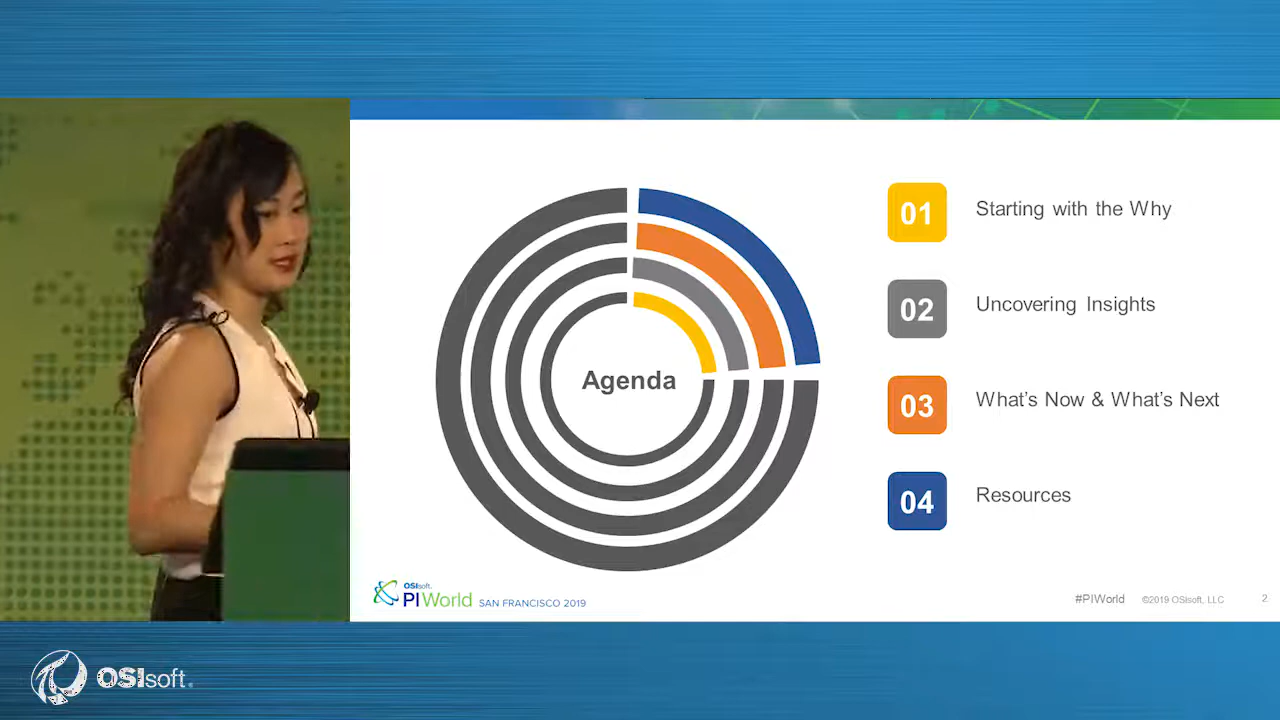 Agenda
01 Starting with the Why
02 Uncovering Insights
03 What's Now & What's Next
04 Resources
OSIsoft.
PI World SAN FRANCISCO 2019
#PIWorld ©2019 OSIsoft, LLC 2
OSIsoft.